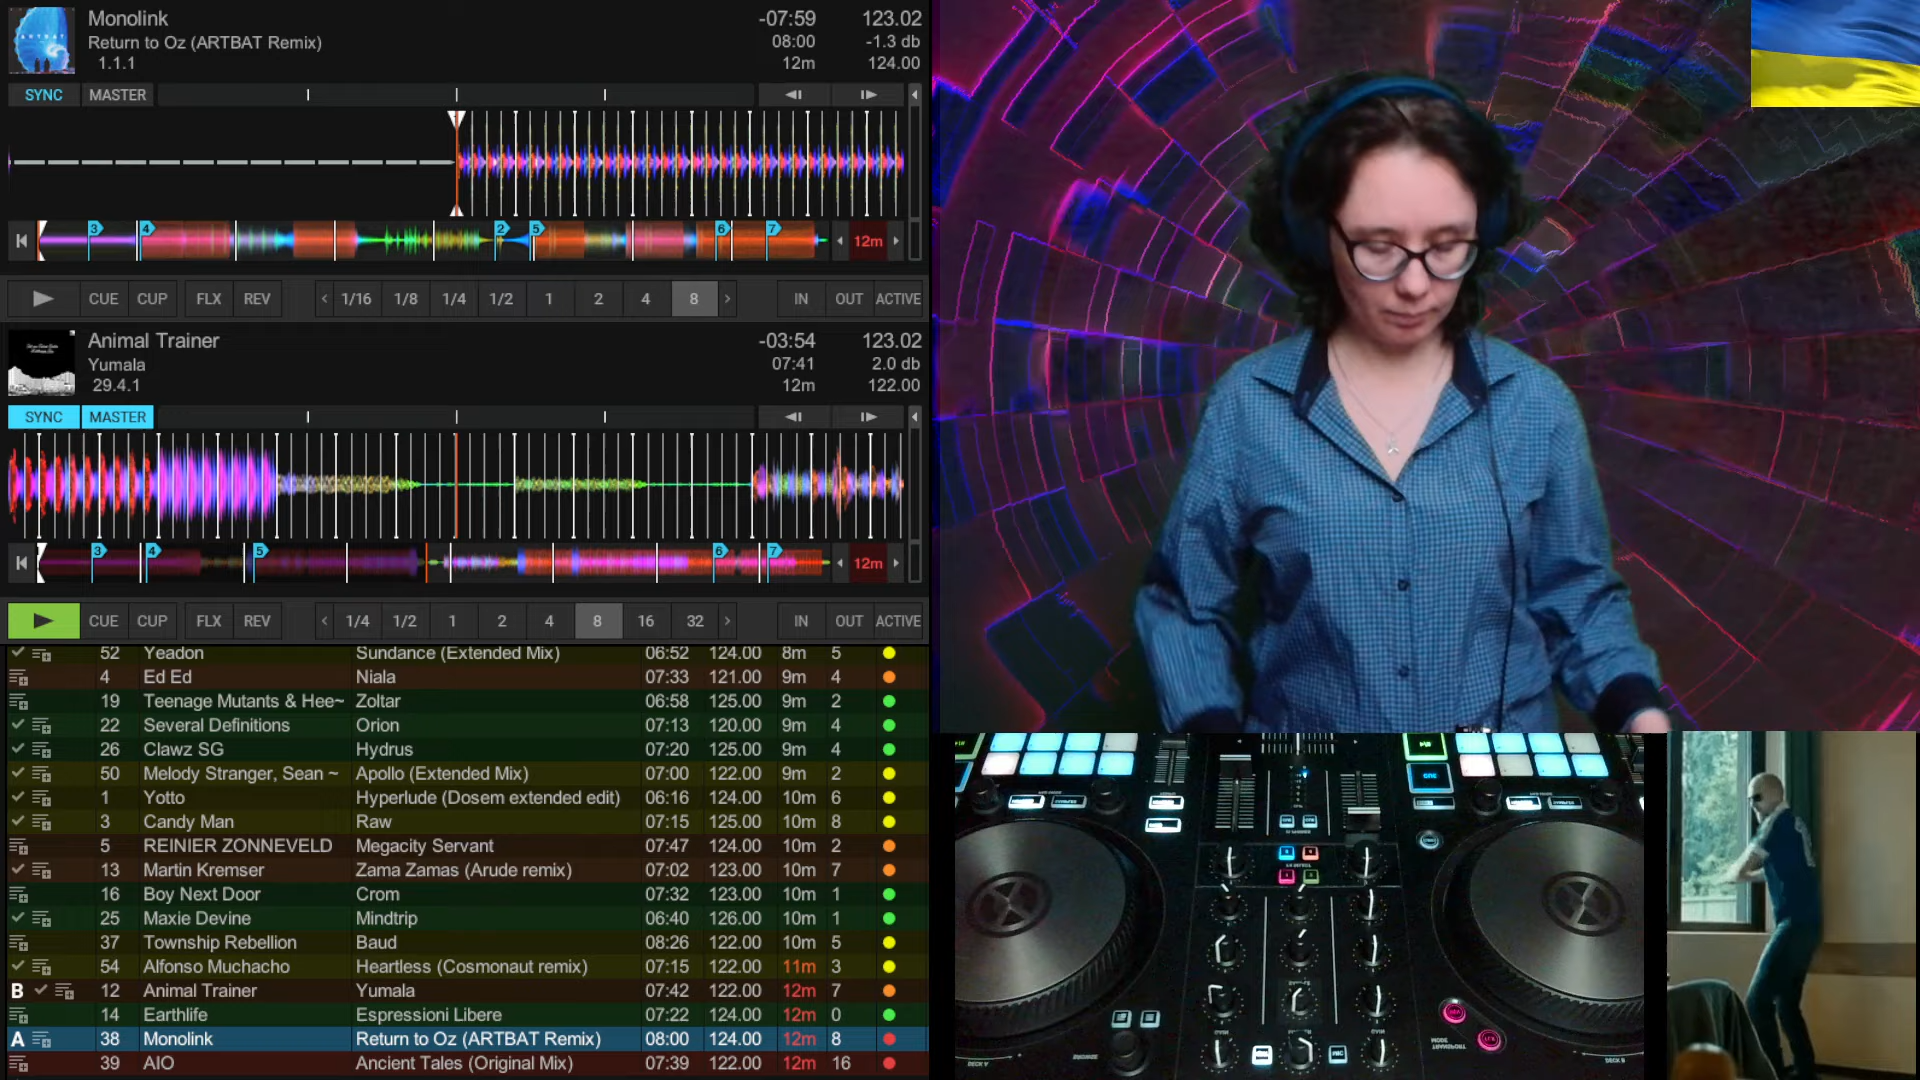 Monolink -07:59 123.02
Return to Oz (ARTBAT Remix) 08:00 -1.3 db
1.1.1 12m 124.00
SYNC MASTER
3 4 2 5 6 7 12m
CUE CUP FLX REV 1/16 1/8 1/4 1/2 1 2 4 8 IN OUT ACTIVE
Animal Trainer -03:54 123.02
Yumala 07:41 2.0 db
29.4.1 12m 122.00
SYNC MASTER
3 4 5 6 7 12m
CUE CUP FLX REV 1/4 1/2 1 2 4 8 16 32 IN OUT ACTIVE
52 Yeadon Sundance (Extended Mix) 06:52 124.00 8m 5
4 Ed Ed Niala 07:33 121.00 9m 4
19 Teenage Mutants & Hee~ Zoltar 06:58 125.00 9m 2
22 Several Definitions Orion 07:13 120.00 9m 4
26 Clawz SG Hydrus 07:20 125.00 9m 4
50 Melody Stranger, Sean ~ Apollo (Extended Mix) 07:00 122.00 9m 2
1 Yotto Hyperlude (Dosem extended edit) 06:16 124.00 10m 6
3 Candy Man Raw 07:15 125.00 10m 8
5 REINIER ZONNEVELD Megacity Servant 07:47 124.00 10m 2
13 Martin Kremser Zama Zamas (Arude remix) 07:02 123.00 10m 7
16 Boy Next Door Crom 07:32 123.00 10m 1
25 Maxie Devine Mindtrip 06:40 126.00 10m 1
37 Township Rebellion Baud 08:26 122.00 10m 5
54 Alfonso Muchacho Heartless (Cosmonaut remix) 07:15 122.00 11m 3
B 12 Animal Trainer Yumala 07:42 122.00 12m 7
14 Earthlife Espressioni Libere 07:22 124.00 12m 0
A 38 Monolink Return to Oz (ARTBAT Remix) 08:00 124.00 12m 8
39 AIO Ancient Tales (Original Mix) 07:39 122.00 12m 16